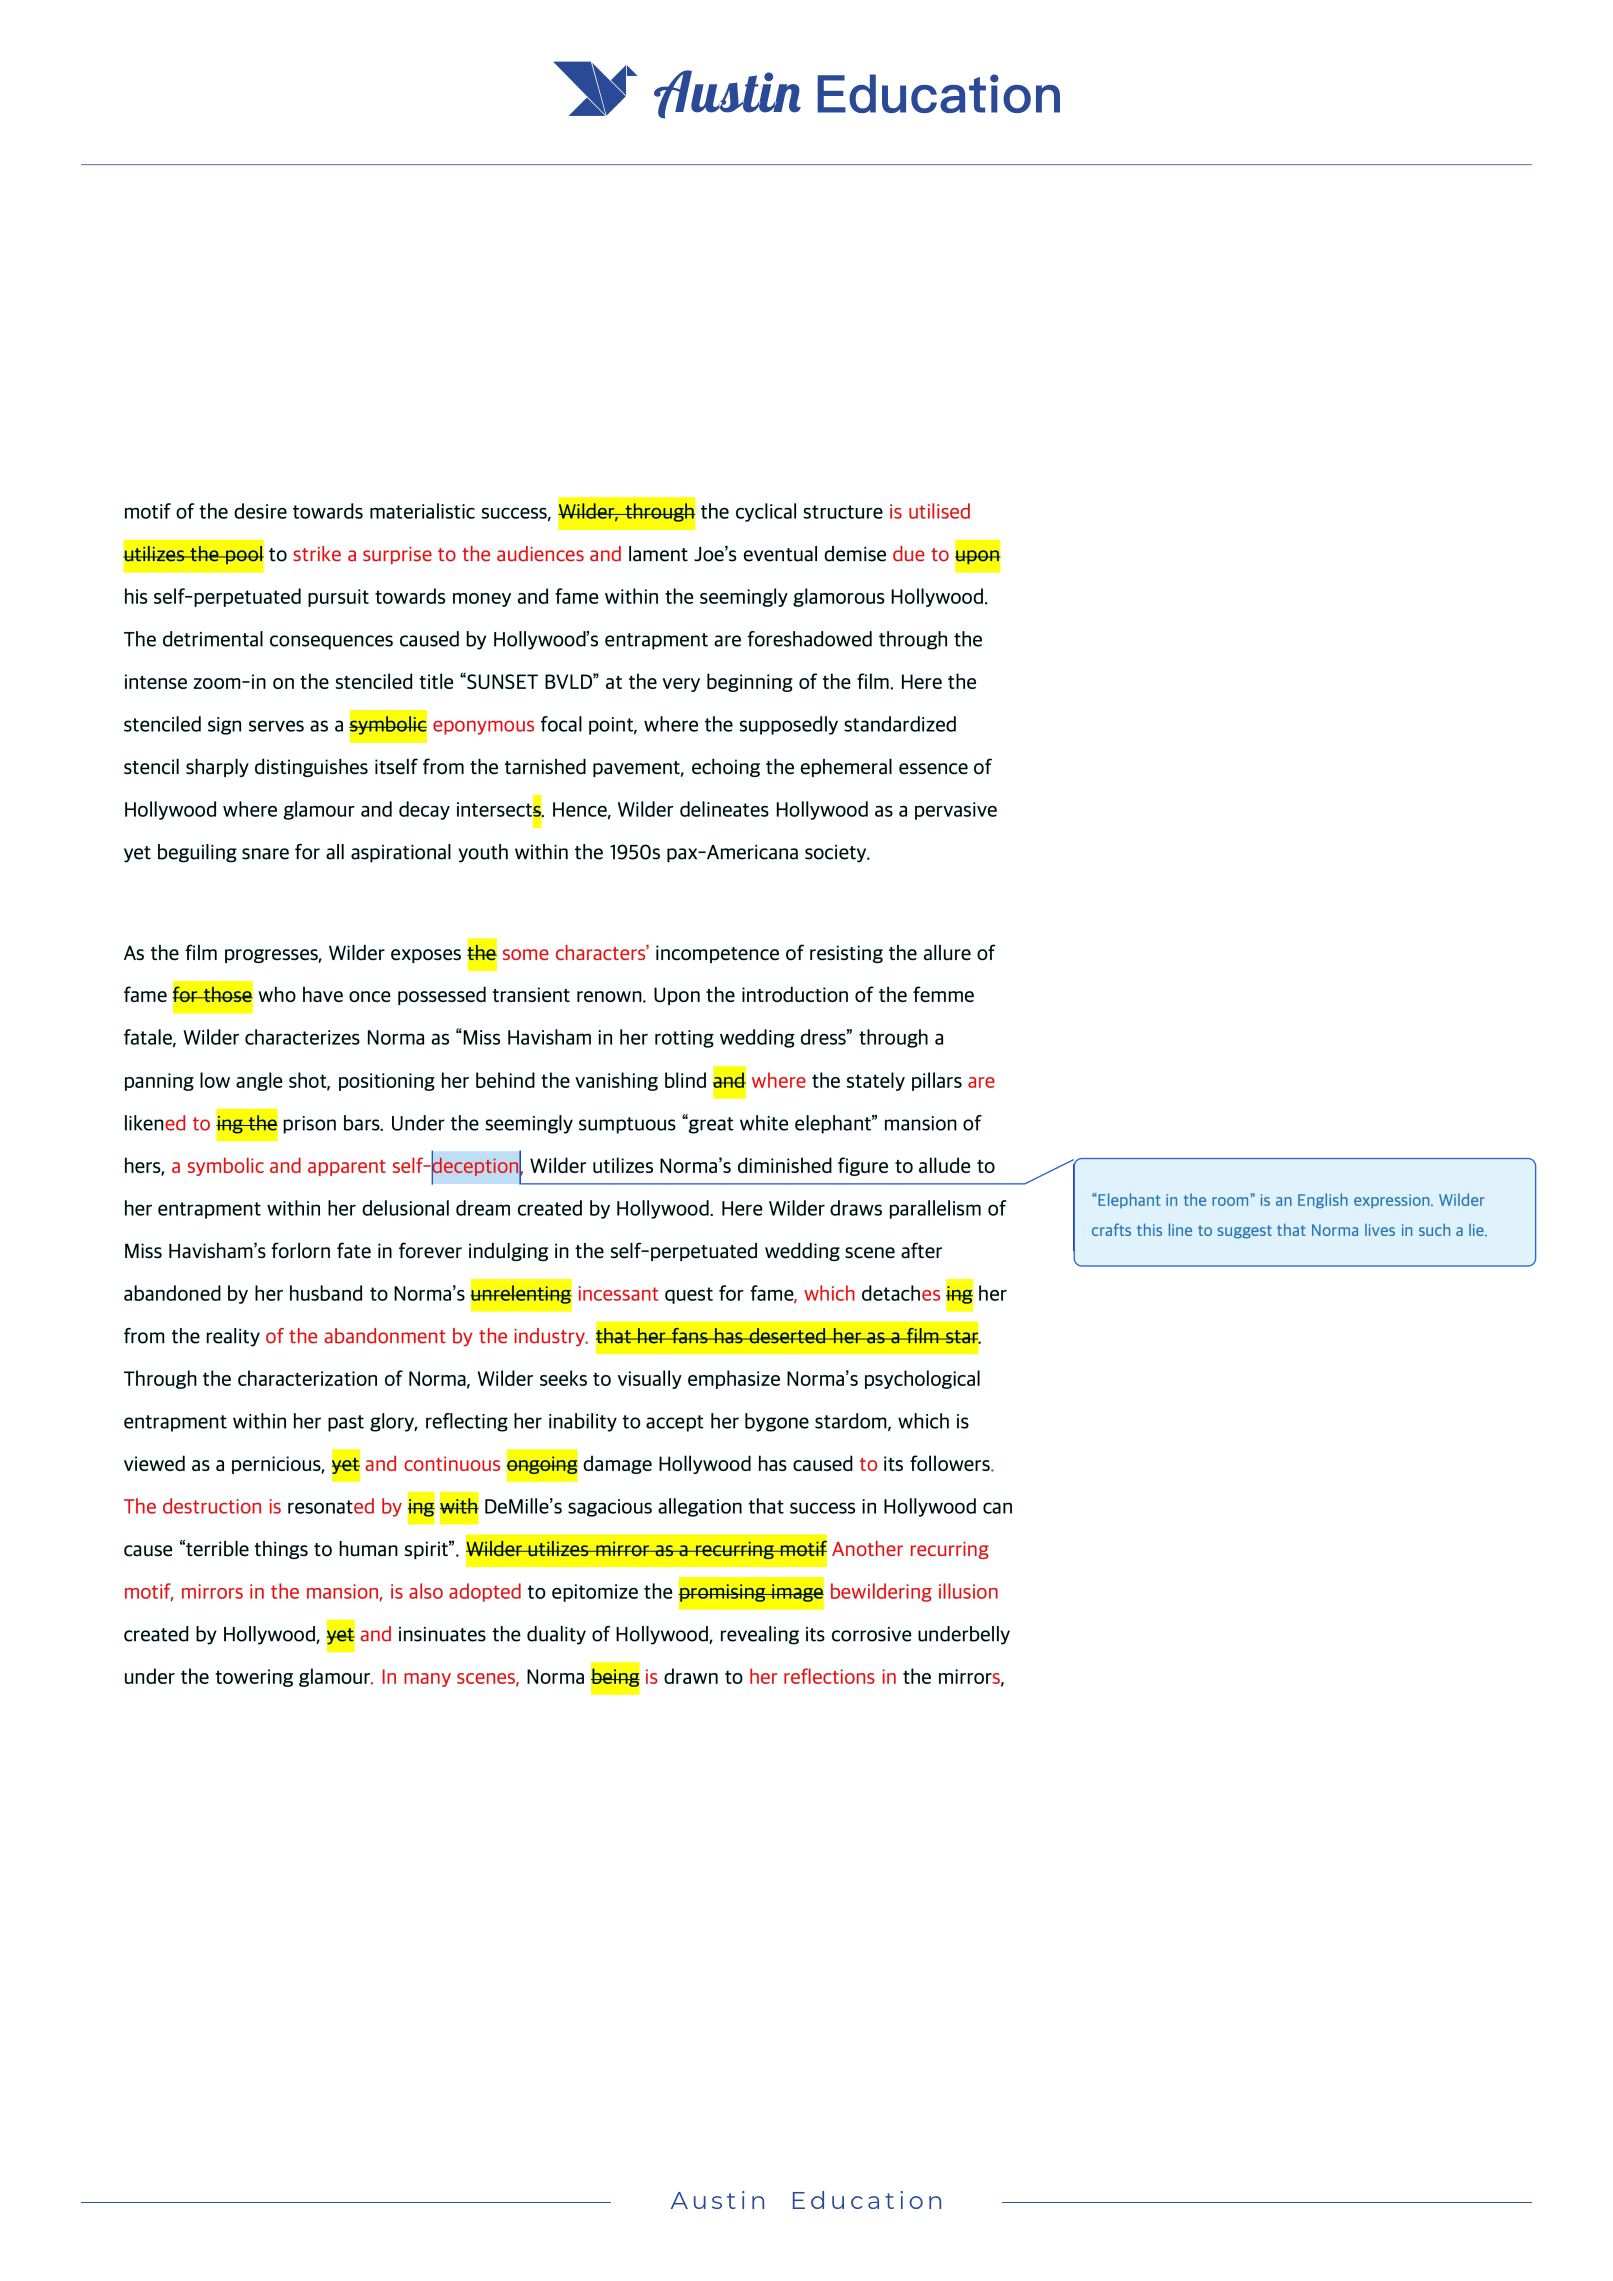 Austin Education
motif of the desire towards materialistic success, Wilder, through the cyclical structure is utilised
utilizes the pool to strike a surprise to the audiences and lament Joe’s eventual demise due to upon
his self-perpetuated pursuit towards money and fame within the seemingly glamorous Hollywood.
The detrimental consequences caused by Hollywood’s entrapment are foreshadowed through the
intense zoom-in on the stenciled title “SUNSET BVLD” at the very beginning of the film. Here the
stenciled sign serves as a symbolic eponymous focal point, where the supposedly standardized
stencil sharply distinguishes itself from the tarnished pavement, echoing the ephemeral essence of
Hollywood where glamour and decay intersects. Hence, Wilder delineates Hollywood as a pervasive
yet beguiling snare for all aspirational youth within the 1950s pax-Americana society.
As the film progresses, Wilder exposes the some characters’ incompetence of resisting the allure of
fame for those who have once possessed transient renown. Upon the introduction of the femme
fatale, Wilder characterizes Norma as “Miss Havisham in her rotting wedding dress” through a
panning low angle shot, positioning her behind the vanishing blind and where the stately pillars are
likened to ing the prison bars. Under the seemingly sumptuous “great white elephant” mansion of
hers, a symbolic and apparent self-deception, Wilder utilizes Norma’s diminished figure to allude to
her entrapment within her delusional dream created by Hollywood. Here Wilder draws parallelism of
Miss Havisham’s forlorn fate in forever indulging in the self-perpetuated wedding scene after
abandoned by her husband to Norma’s unrelenting incessant quest for fame, which detaches ing her
from the reality of the abandonment by the industry. that her fans has deserted her as a film star.
Through the characterization of Norma, Wilder seeks to visually emphasize Norma’s psychological
entrapment within her past glory, reflecting her inability to accept her bygone stardom, which is
viewed as a pernicious, yet and continuous ongoing damage Hollywood has caused to its followers.
The destruction is resonated by ing with DeMille’s sagacious allegation that success in Hollywood can
cause “terrible things to human spirit”. Wilder utilizes mirror as a recurring motif Another recurring
motif, mirrors in the mansion, is also adopted to epitomize the promising image bewildering illusion
created by Hollywood, yet and insinuates the duality of Hollywood, revealing its corrosive underbelly
under the towering glamour. In many scenes, Norma being is drawn to her reflections in the mirrors,
“Elephant in the room” is an English expression. Wilder
crafts this line to suggest that Norma lives in such a lie.
Austin Education